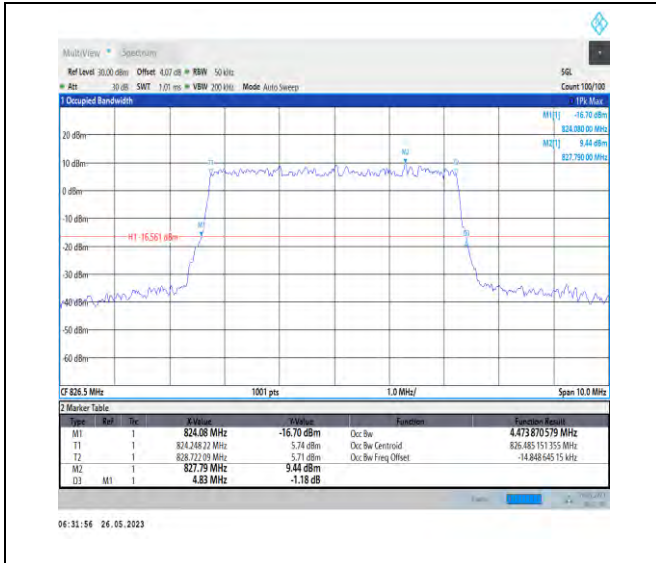 MultiView Spectrum
Ref Level 30.00 dBm Offset 4.07 dB RBW 50 kHz SGL
Att 30 dB SWT 1.01 ms VBW 200 kHz Mode Auto Sweep Count 100/100
1 Occupied Bandwidth 1Pk Max
M1[1] -16.70 dBm
824.080 00 MHz
M2[1] 9.44 dBm
827.790 00 MHz
20 dBm
10 dBm
0 dBm
-10 dBm
-20 dBm
-30 dBm
-40 dBm
-50 dBm
-60 dBm
T1
M2
T2
M1
H1 -16.561 dBm
D3
CF 826.5 MHz 1001 pts 1.0 MHz/ Span 10.0 MHz
2 Marker Table
Type Ref Trc X-Value Y-Value Function Function Result
M1 1 824.08 MHz -16.70 dBm Occ Bw 4.473 870 579 MHz
T1 1 824.248 22 MHz 5.74 dBm Occ Bw Centroid 826.485 151 355 MHz
T2 1 828.722 09 MHz 5.71 dBm Occ Bw Freq Offset -14.848 645 15 kHz
M2 1 827.79 MHz 9.44 dBm
D3 M1 1 4.83 MHz -1.18 dB
06:31:56 26.05.2023